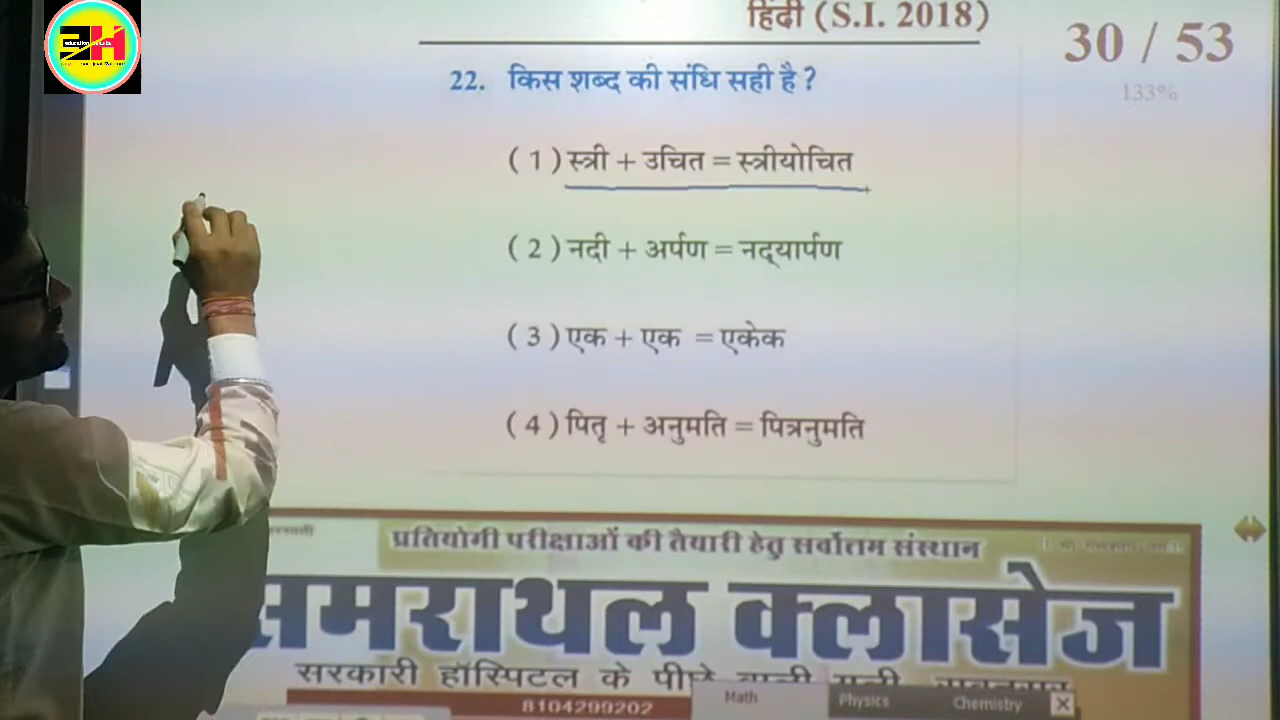 हिंदी (S.I. 2018)
30 / 53
133%
22. किस शब्द की संधि सही है ?
( 1 ) स्त्री + उचित = स्त्रीयोचित
( 2 ) नदी + अर्पण = नद्यार्पण
( 3 ) एक + एक = एकेक
( 4 ) पितृ + अनुमति = पित्रनुमति
प्रतियोगी परीक्षाओं की तैयारी हेतु सर्वोत्तम संस्थान
समराथल क्लासेज
सरकारी हॉस्पिटल के पीछे वाली गली
8104299202
Math Physics Chemistry